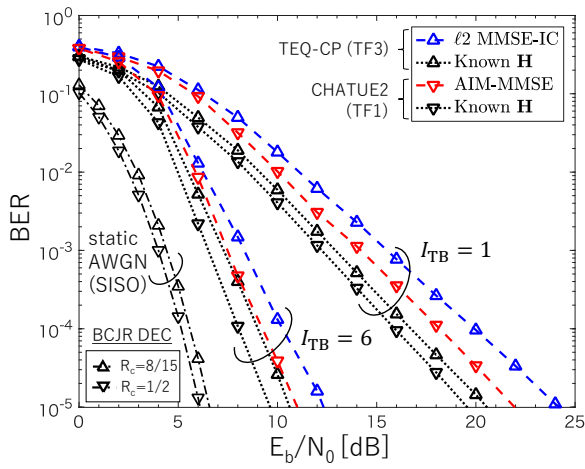 10^0
10^-1
10^-2
10^-3
10^-4
10^-5
BER
TEQ-CP (TF3)
ℓ2 MMSE-IC
Known H
CHATUE2
(TF1)
AIM-MMSE
Known H
static
AWGN
(SISO)
I_TB = 1
I_TB = 6
BCJR DEC
R_c=8/15
R_c=1/2
0 5 10 15 20 25
E_b/N_0 [dB]